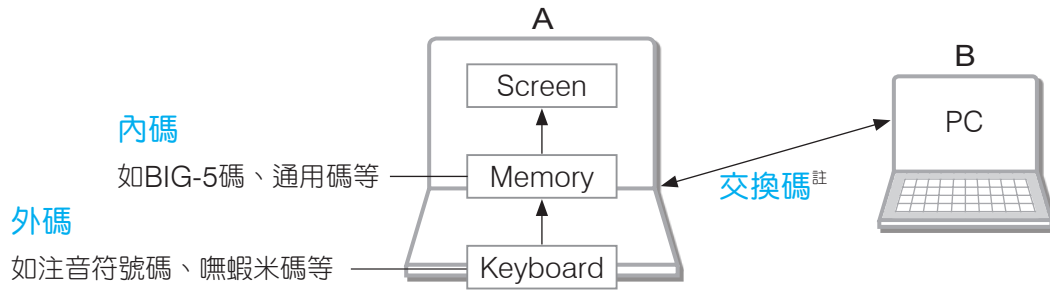 A
B
Screen
PC
內碼
如BIG-5碼、通用碼等
Memory
交換碼註
外碼
如注音符號碼、嘸蝦米碼等
Keyboard